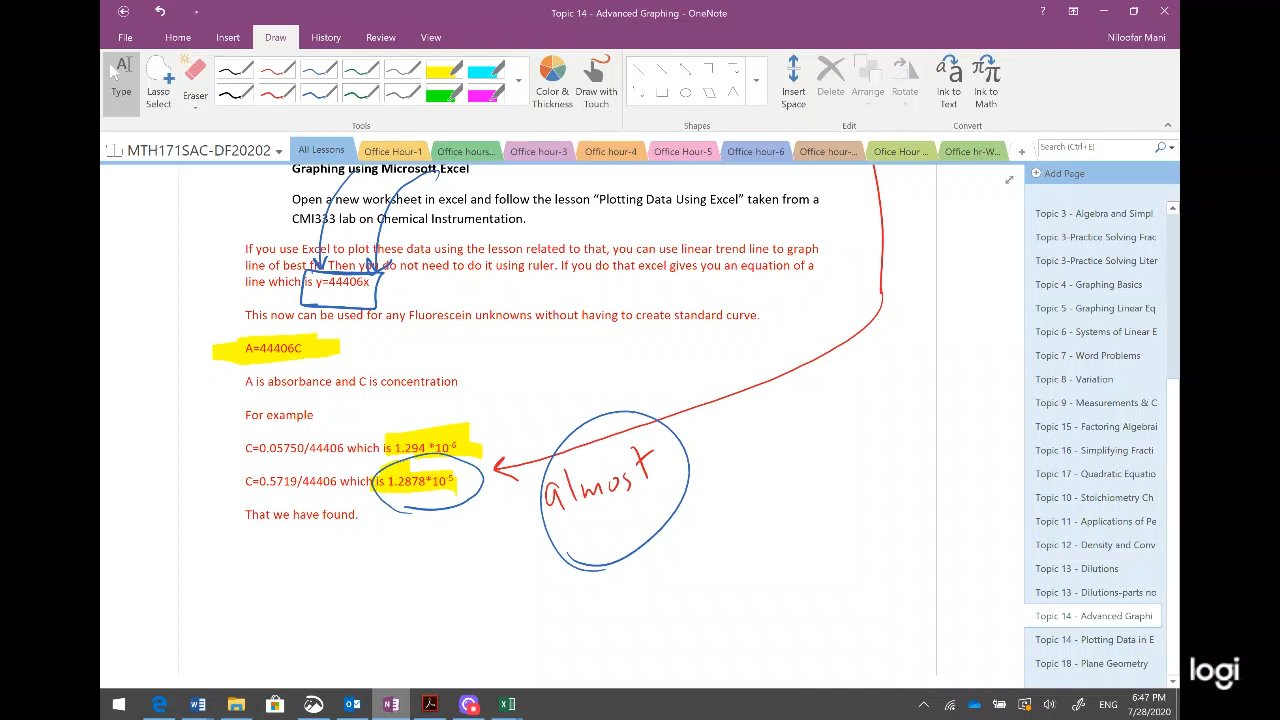 Topic 14 - Advanced Graphing - OneNote
Niloofar Mani
File Home Insert Draw History Review View
Type
Lasso Select
Eraser
Color & Thickness
Draw with Touch
Insert Space
Delete
Arrange
Rotate
Ink to Text
Ink to Math
Tools
Shapes
Edit
Convert
MTH171SAC-DF20202
All Lessons
Office Hour-1
Office hours...
Office hour-3
Offic hour-4
Office Hour-5
Office hour-6
Office hour-...
Office Hour ...
Office hr-W...
Search (Ctrl+E)
Graphing using Microsoft Excel
Open a new worksheet in excel and follow the lesson “Plotting Data Using Excel” taken from a
CMI333 lab on Chemical Instrumentation.
If you use Excel to plot these data using the lesson related to that, you can use linear trend line to graph
line of best Then you do not need to do it using ruler. If you do that excel gives you an equation of a
line which is y=44406x
This now can be used for any Fluorescein unknowns without having to create standard curve.
A=44406C
A is absorbance and C is concentration
For example
C=0.05750/44406 which is 1.294 *10-6
C=0.5719/44406 which is 1.2878*10-5
That we have found.
almost
Add Page
Topic 3 - Algebra and Simpl
Topic 3-Practice Solving Frac
Topic 3-Practice Solving Liter
Topic 4 - Graphing Basics
Topic 5 - Graphing Linear Eq
Topic 6 - Systems of Linear E
Topic 7 - Word Problems
Topic 8 - Variation
Topic 9 - Measurements & C
Topic 15 - Factoring Algebrai
Topic 16 - Simplifying Fracti
Topic 17 - Quadratic Equatio
Topic 10 - Stoichiometry Ch
Topic 11 - Applications of Pe
Topic 12 - Density and Conv
Topic 13 - Dilutions
Topic 13 - Dilutions-parts no
Topic 14 - Advanced Graphi
Topic 14 - Plotting Data in E
Topic 18 - Plane Geometry
logi
6:47 PM
7/28/2020